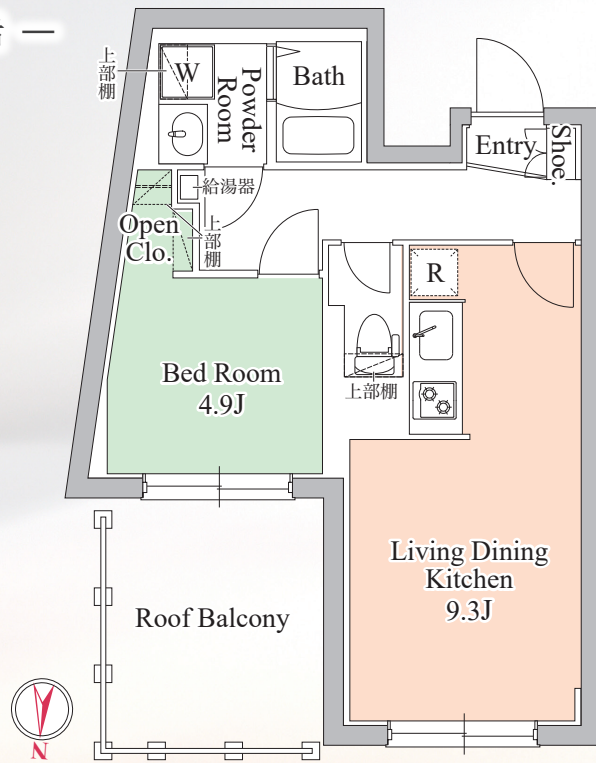 上部棚
W
Powder
Room
Bath
Entry
Shoe.
給湯器
Open
Clo.
上部棚
R
Bed Room
4.9J
上部棚
Living Dining
Kitchen
9.3J
Roof Balcony
N